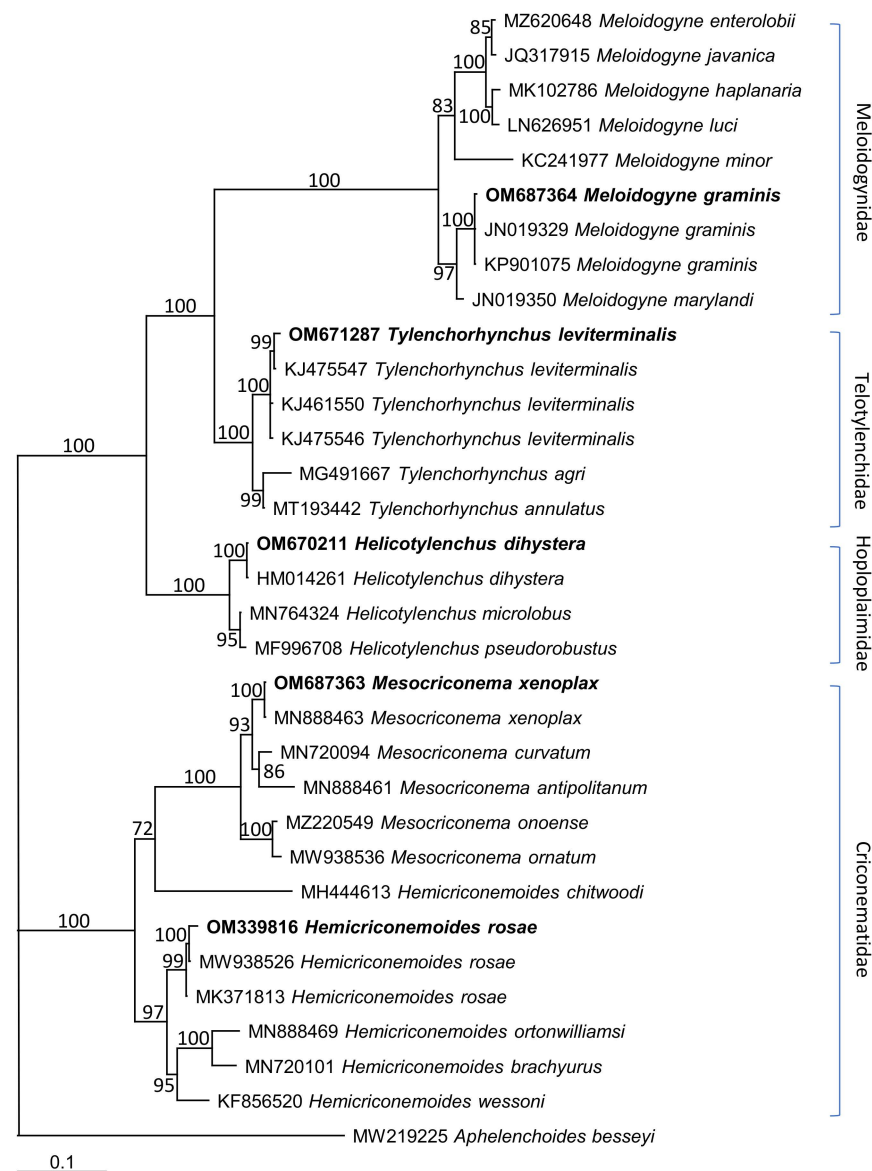 85
MZ620648 Meloidogyne enterolobii
JQ317915 Meloidogyne javanica
100
MK102786 Meloidogyne haplanaria
83
100
LN626951 Meloidogyne luci
KC241977 Meloidogyne minor
100
OM687364 Meloidogyne graminis
100
JN019329 Meloidogyne graminis
KP901075 Meloidogyne graminis
97
JN019350 Meloidogyne marylandi
Meloidogynidae
100
99
OM671287 Tylenchorhynchus leviterminalis
KJ475547 Tylenchorhynchus leviterminalis
100
KJ461550 Tylenchorhynchus leviterminalis
100
KJ475546 Tylenchorhynchus leviterminalis
MG491667 Tylenchorhynchus agri
99
MT193442 Tylenchorhynchus annulatus
Telotylenchidae
100
100
OM670211 Helicotylenchus dihystera
HM014261 Helicotylenchus dihystera
100
MN764324 Helicotylenchus microlobus
95
MF996708 Helicotylenchus pseudorobustus
Hoploplaimidae
100
OM687363 Mesocriconema xenoplax
MN888463 Mesocriconema xenoplax
93
MN720094 Mesocriconema curvatum
86
100
MN888461 Mesocriconema antipolitanum
MZ220549 Mesocriconema onoense
100
72
MW938536 Mesocriconema ornatum
MH444613 Hemicriconemoides chitwoodi
100
OM339816 Hemicriconemoides rosae
100
99
MW938526 Hemicriconemoides rosae
MK371813 Hemicriconemoides rosae
97
MN888469 Hemicriconemoides ortonwilliamsi
100
MN720101 Hemicriconemoides brachyurus
95
KF856520 Hemicriconemoides wessoni
Criconematidae
MW219225 Aphelenchoides besseyi
0.1